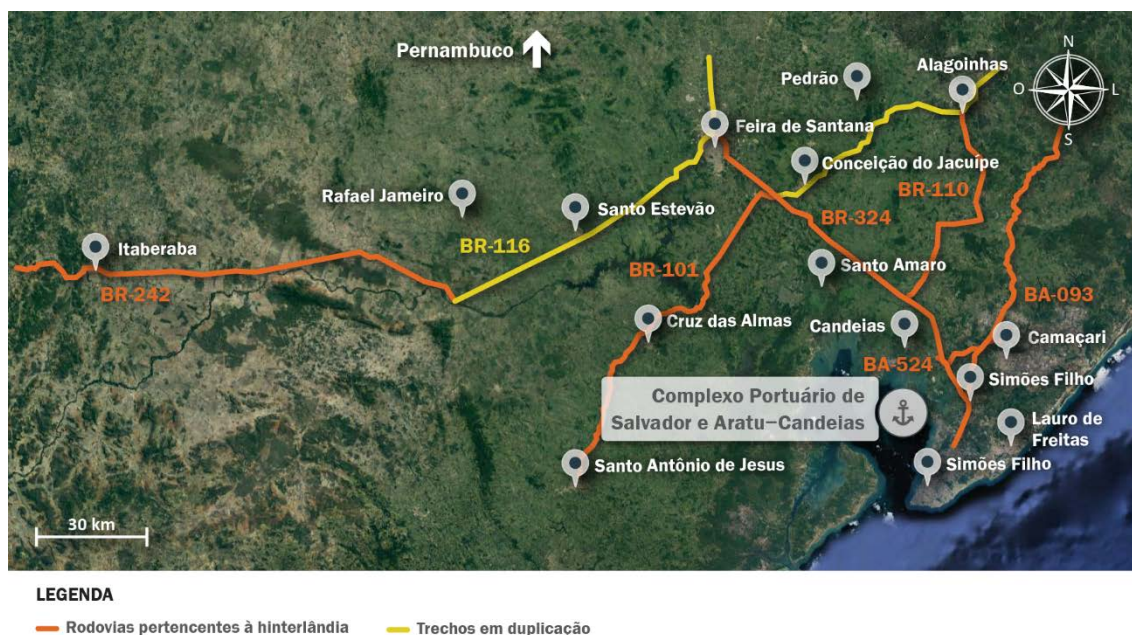 Pernambuco
Pedrão
Alagoinhas
N
O
L
S
Feira de Santana
Conceição do Jacuípe
Rafael Jameiro
Santo Estevão
BR-110
BR-324
Itaberaba
BR-116
BR-101
Santo Amaro
BR-242
BA-093
Cruz das Almas
Candeias
Camaçari
BA-524
Simões Filho
Complexo Portuário de
Salvador e Aratu–Candeias
Lauro de
Freitas
Santo Antônio de Jesus
Simões Filho
30 km
LEGENDA
Rodovias pertencentes à hinterlândia
Trechos em duplicação